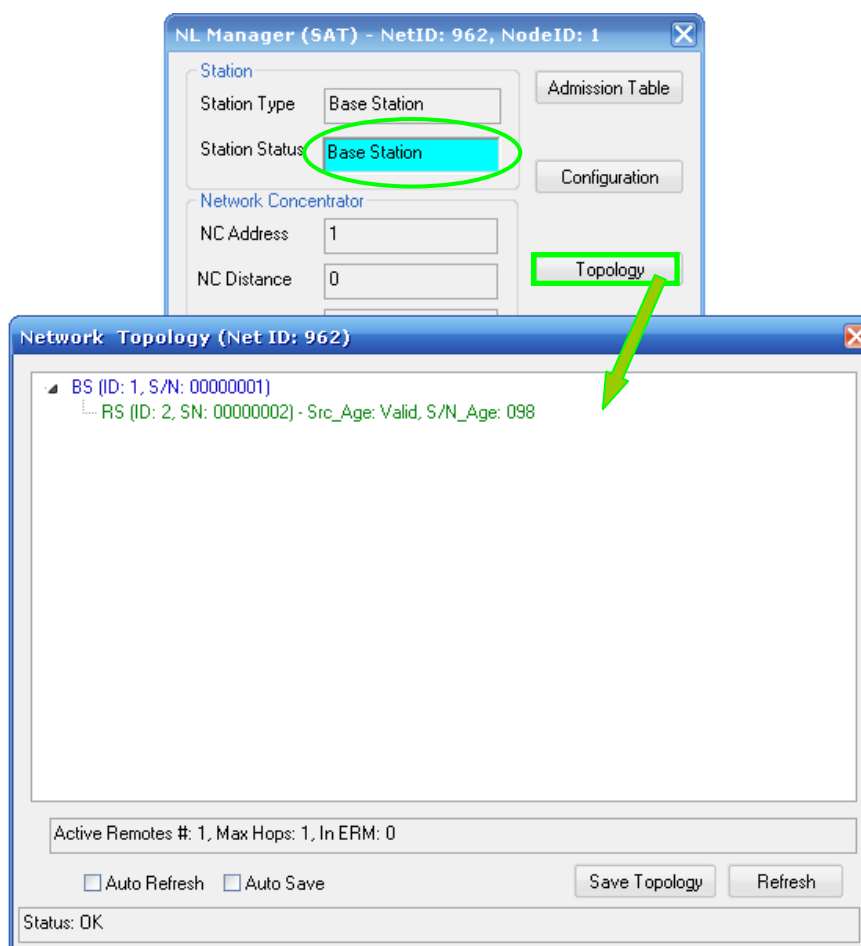 NL Manager (SAT) - NetID: 962, NodeID: 1
Station
Station Type Base Station
Station Status Base Station
Admission Table
Configuration
Network Concentrator
NC Address 1
NC Distance 0
Topology
Network Topology (Net ID: 962)
BS (ID: 1, S/N: 00000001)
RS (ID: 2, SN: 00000002) - Src_Age: Valid, S/N_Age: 098
Active Remotes #: 1, Max Hops: 1, In ERM: 0
Auto Refresh Auto Save Save Topology Refresh
Status: OK